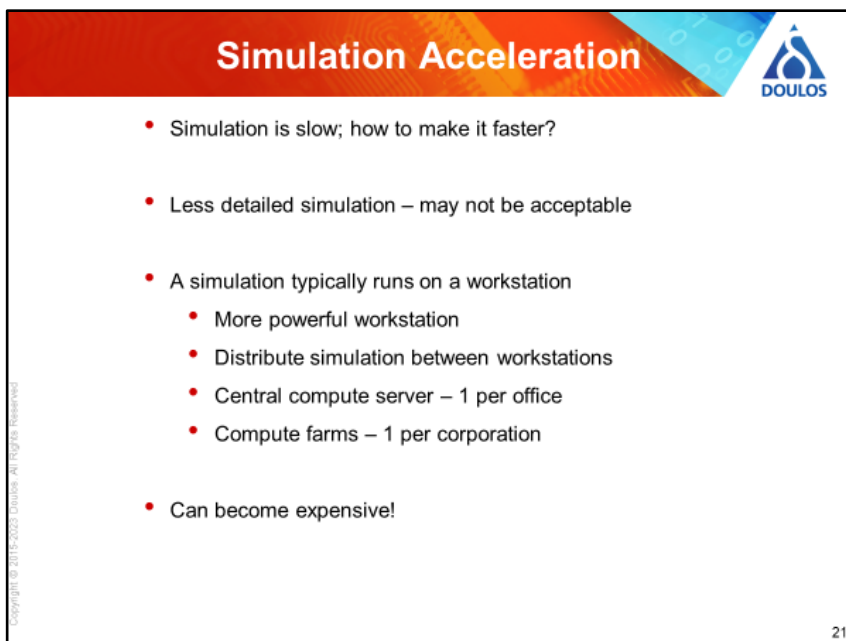 Simulation Acceleration
DOULOS
• Simulation is slow; how to make it faster?
• Less detailed simulation – may not be acceptable
• A simulation typically runs on a workstation
• More powerful workstation
• Distribute simulation between workstations
• Central compute server – 1 per office
• Compute farms – 1 per corporation
• Can become expensive!
Copyright © 2015-2023 Doulos. All Rights Reserved
21